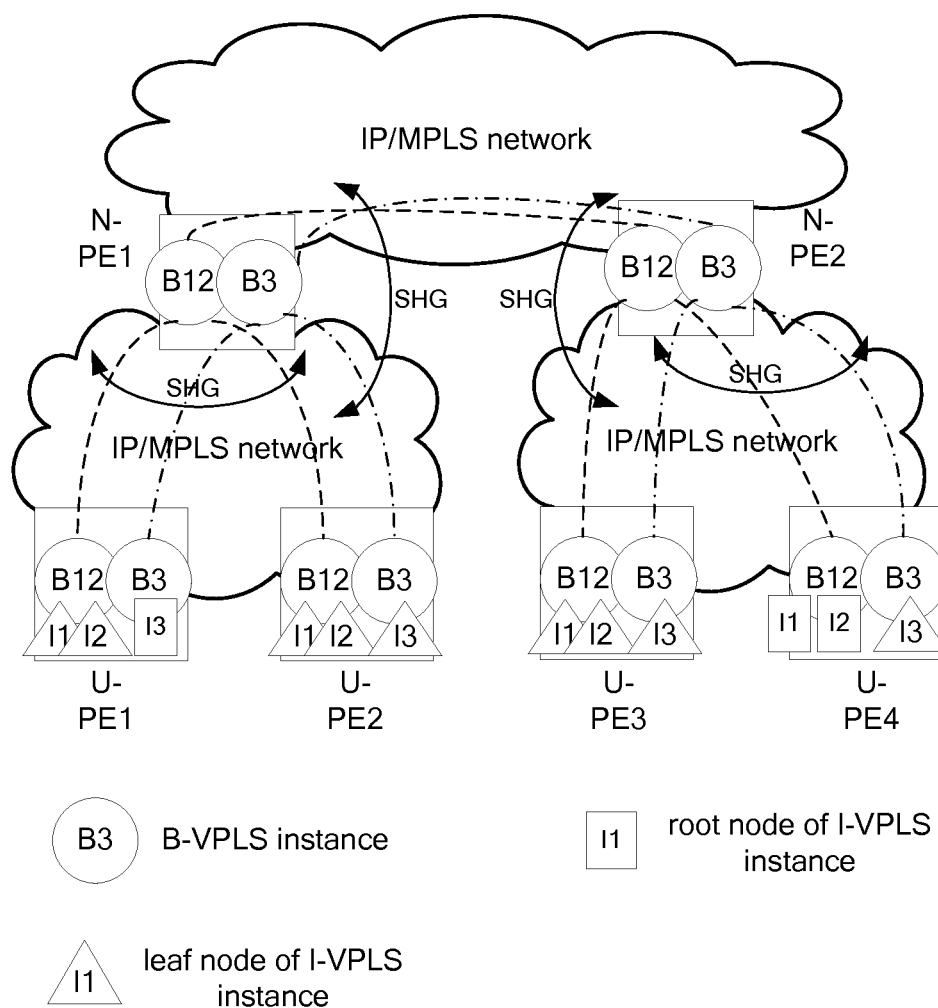 IP/MPLS network
N-
PE1
N-
PE2
B12
B3
B12
B3
SHG
SHG
SHG
SHG
IP/MPLS network
IP/MPLS network
B12
B3
I1
I2
I3
B12
B3
I1
I2
I3
B12
B3
I1
I2
I3
B12
B3
I1
I2
I3
U-
PE1
U-
PE2
U-
PE3
U-
PE4
B3
B-VPLS instance
I1
root node of I-VPLS
instance
I1
leaf node of I-VPLS
instance